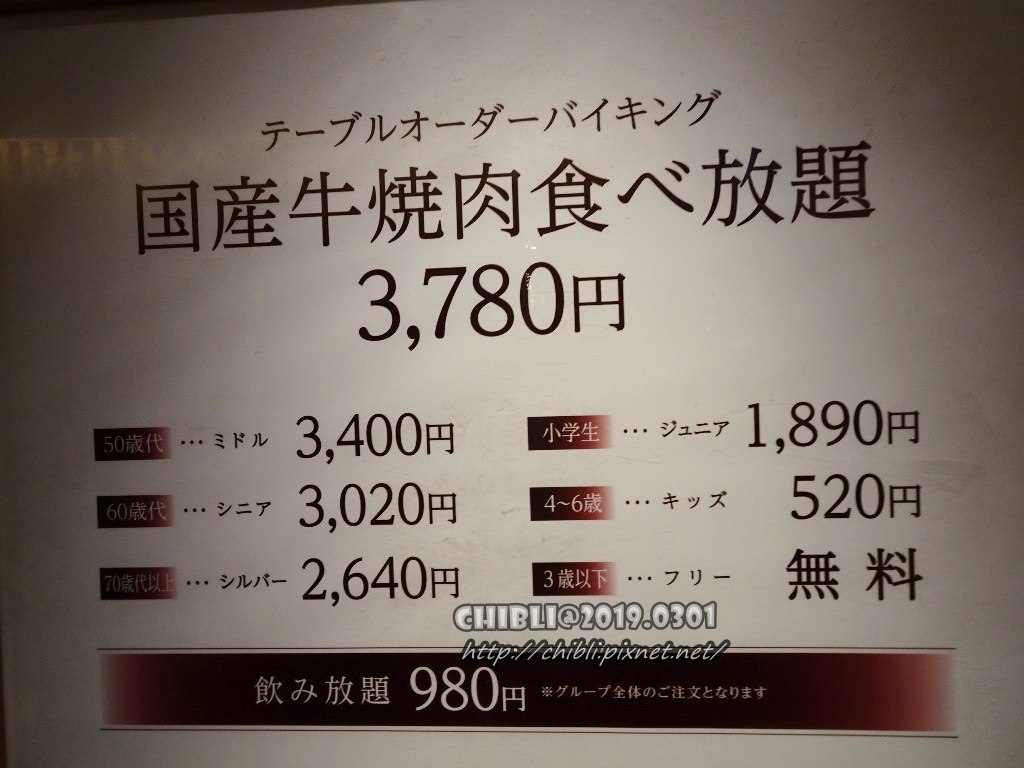 テーブルオーダーバイキング
国産牛焼肉食べ放題
3,780円
50歳代 ･･･ ミドル 3,400円
小学生 ･･･ ジュニア 1,890円
60歳代 ･･･ シニア 3,020円
4~6歳 ･･･ キッズ 520円
70歳代以上 ･･･ シルバー 2,640円
3歳以下 ･･･ フリー 無料
CHIBLI@2019.0301
http://chibli.pixnet.net/
飲み放題 980円 ※グループ全体のご注文となります